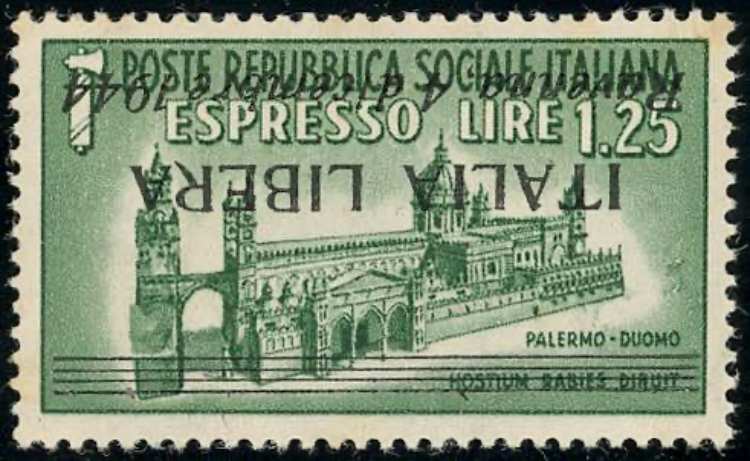 POSTE REPUBBLICA SOCIALE ITALIANA
Ravenna, 4 dicembre 1944
ESPRESSO LIRE 1.25
ITALIA LIBERA
PALERMO - DUOMO
HOSTIUM RABIES DIRUIT